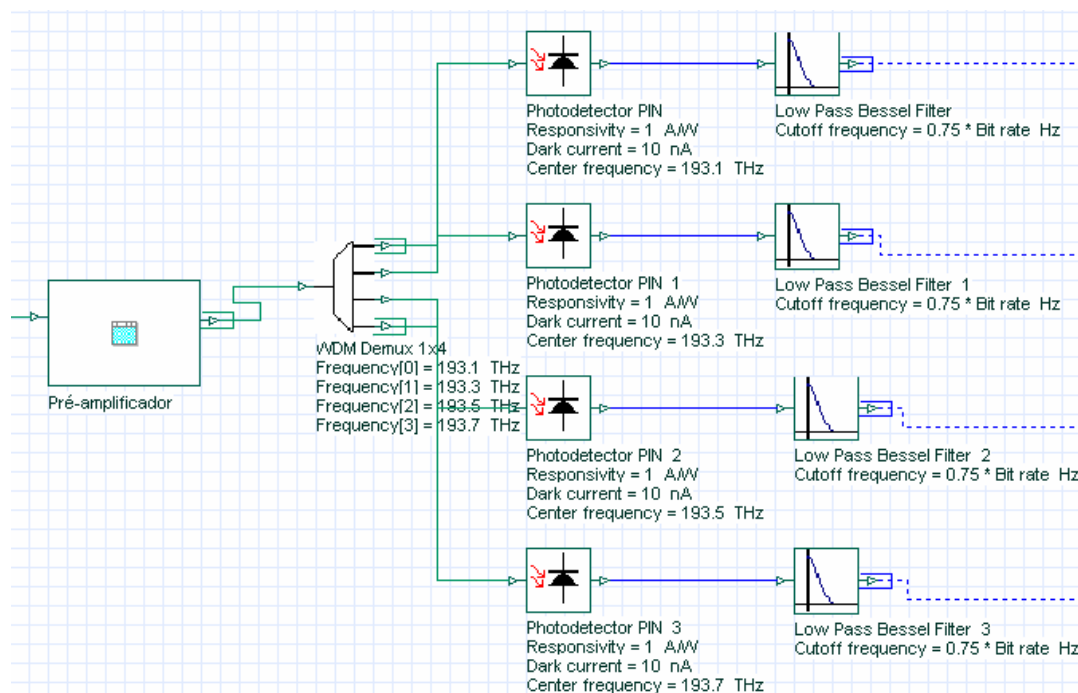 Photodetector PIN
Responsivity = 1 A/W
Dark current = 10 nA
Center frequency = 193.1 THz
Low Pass Bessel Filter
Cutoff frequency = 0.75 * Bit rate Hz
Photodetector PIN 1
Responsivity = 1 A/W
Dark current = 10 nA
Center frequency = 193.3 THz
Low Pass Bessel Filter 1
Cutoff frequency = 0.75 * Bit rate Hz
Pré-amplificador
WDM Demux 1x4
Frequency[0] = 193.1 THz
Frequency[1] = 193.3 THz
Frequency[2] = 193.5 THz
Frequency[3] = 193.7 THz
Photodetector PIN 2
Responsivity = 1 A/W
Dark current = 10 nA
Center frequency = 193.5 THz
Low Pass Bessel Filter 2
Cutoff frequency = 0.75 * Bit rate Hz
Photodetector PIN 3
Responsivity = 1 A/W
Dark current = 10 nA
Center frequency = 193.7 THz
Low Pass Bessel Filter 3
Cutoff frequency = 0.75 * Bit rate Hz